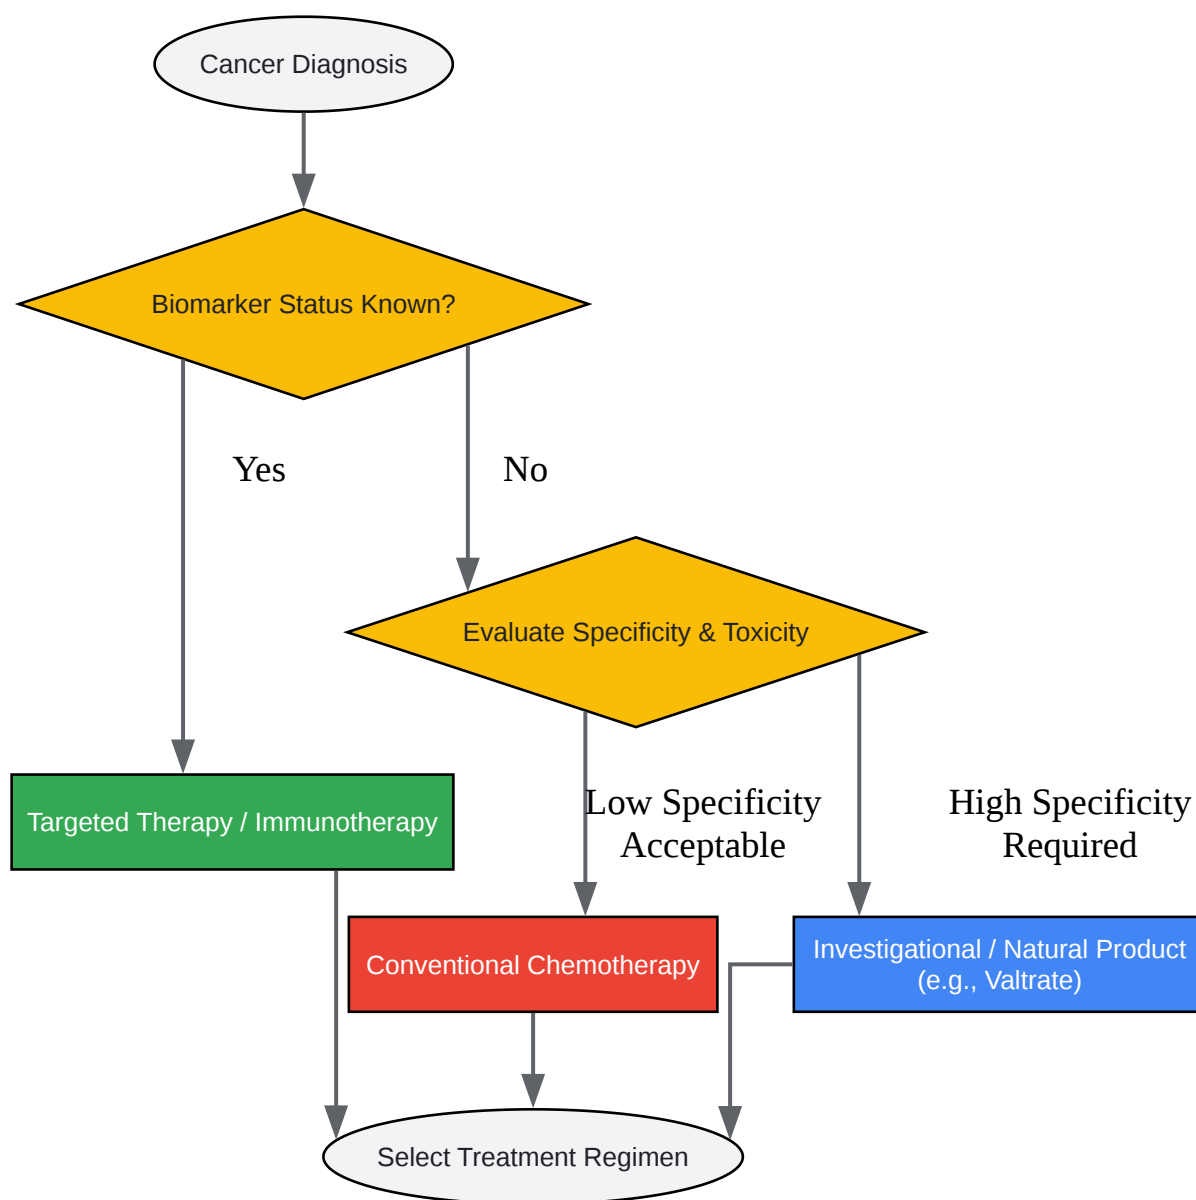 Cancer Diagnosis
Biomarker Status Known?
Yes
No
Evaluate Specificity & Toxicity
Low Specificity
Acceptable
High Specificity
Required
Targeted Therapy / Immunotherapy
Conventional Chemotherapy
Investigational / Natural Product
(e.g., Valtrate)
Select Treatment Regimen